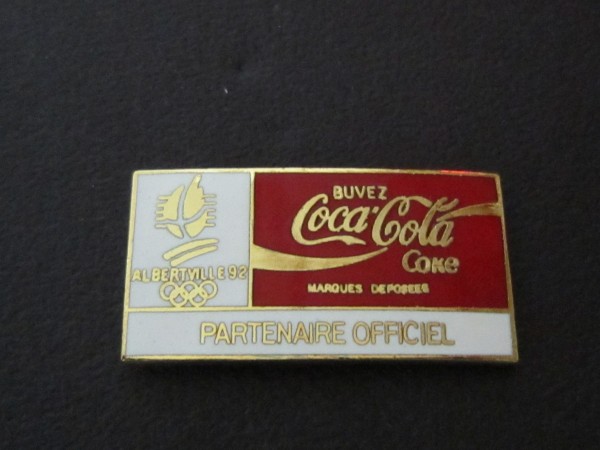 ALBERTVILLE 92
BUVEZ
Coca-Cola
Coke
MARQUES DEPOSEES
PARTENAIRE OFFICIEL